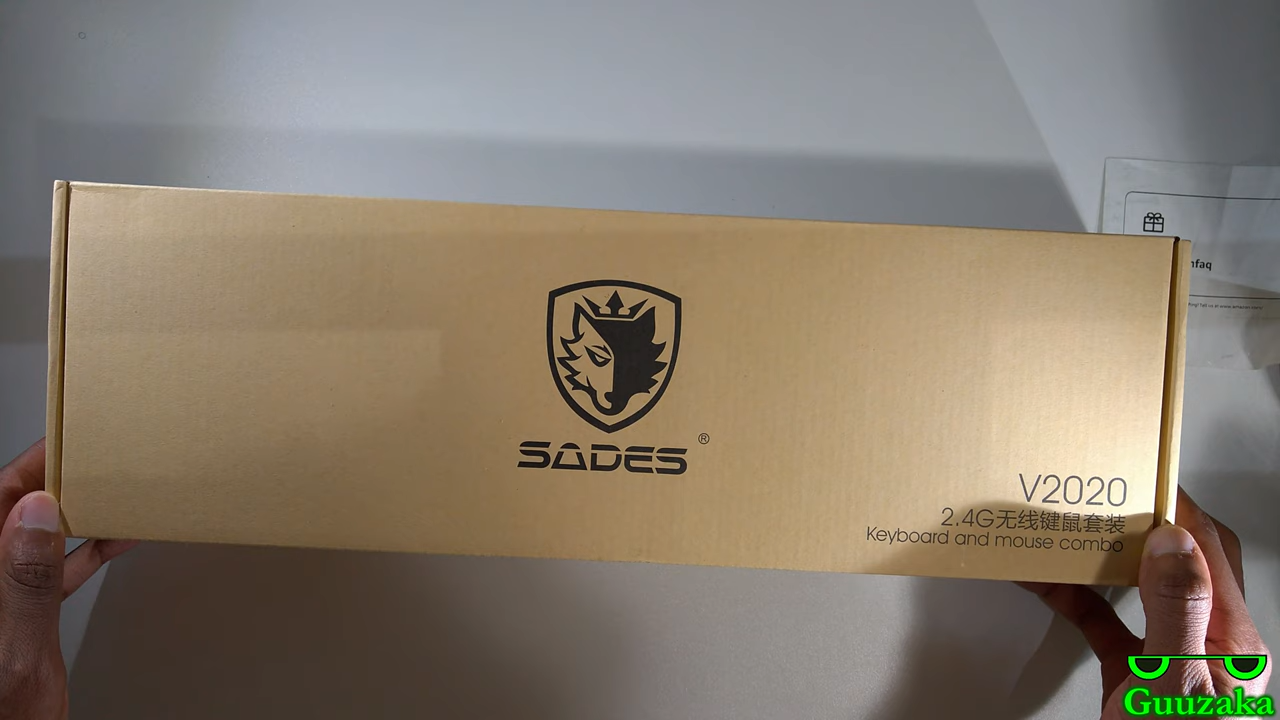 SADES
®
V2020
2.4G无线键鼠套装
Keyboard and mouse combo
Guuzaka